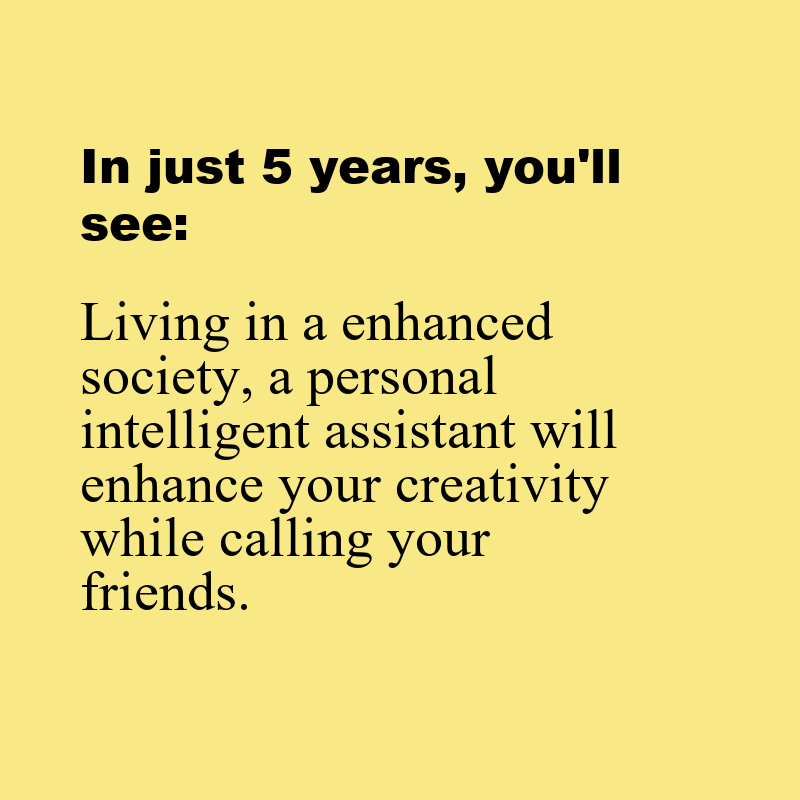 In just 5 years, you'll
see:
Living in a enhanced
society, a personal
intelligent assistant will
enhance your creativity
while calling your
friends.